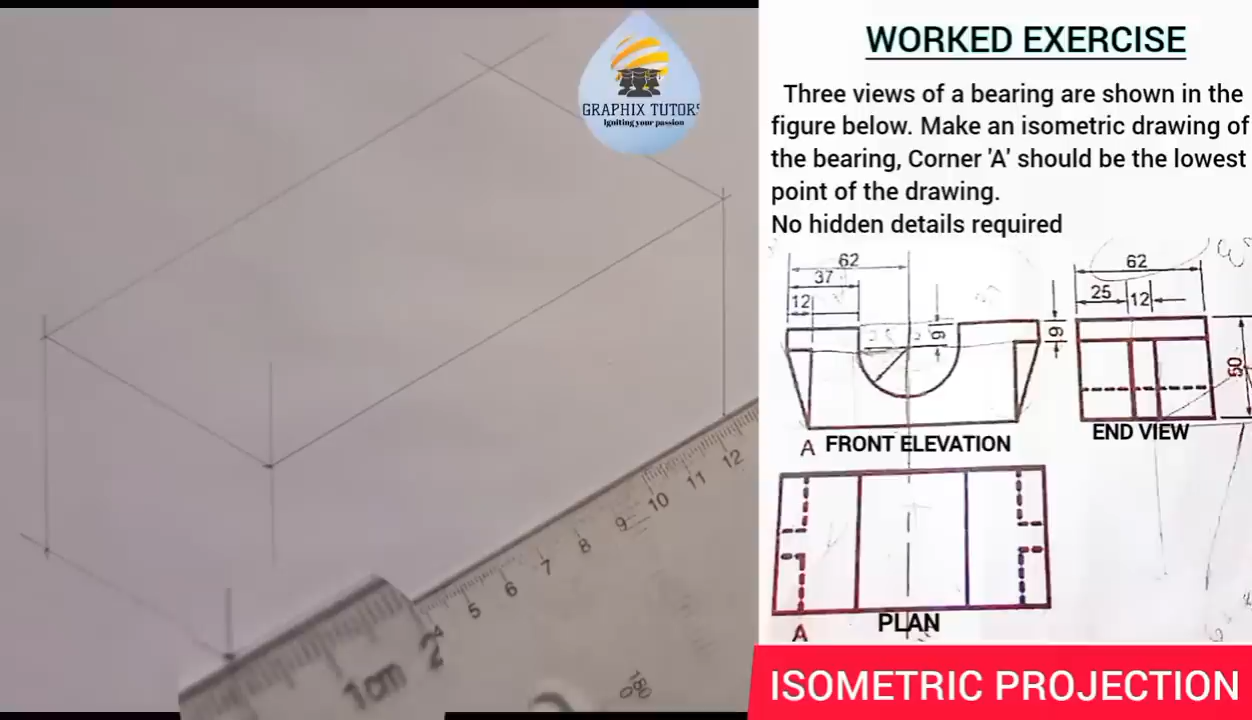 GRAPHIX TUTORS
Igniting your passion
WORKED EXERCISE
Three views of a bearing are shown in the
figure below. Make an isometric drawing of
the bearing, Corner 'A' should be the lowest
point of the drawing.
No hidden details required
62
37
12
9
9
62
25 12
50
A FRONT ELEVATION
END VIEW
PLAN
A
ISOMETRIC PROJECTION
1cm 2
4 5 6 7 8 9 10 11 12